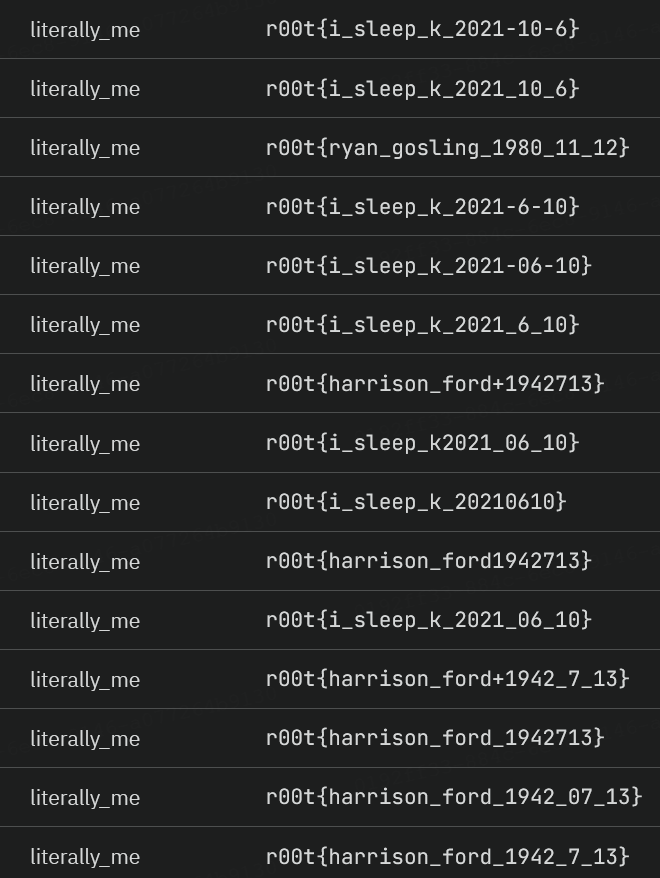 literally_me r00t{i_sleep_k_2021-10-6}
literally_me r00t{i_sleep_k_2021_10_6}
literally_me r00t{ryan_gosling_1980_11_12}
literally_me r00t{i_sleep_k_2021-6-10}
literally_me r00t{i_sleep_k_2021-06-10}
literally_me r00t{i_sleep_k_2021_6_10}
literally_me r00t{harrison_ford+1942713}
literally_me r00t{i_sleep_k2021_06_10}
literally_me r00t{i_sleep_k_20210610}
literally_me r00t{harrison_ford1942713}
literally_me r00t{i_sleep_k_2021_06_10}
literally_me r00t{harrison_ford+1942_7_13}
literally_me r00t{harrison_ford_1942713}
literally_me r00t{harrison_ford_1942_07_13}
literally_me r00t{harrison_ford_1942_7_13}